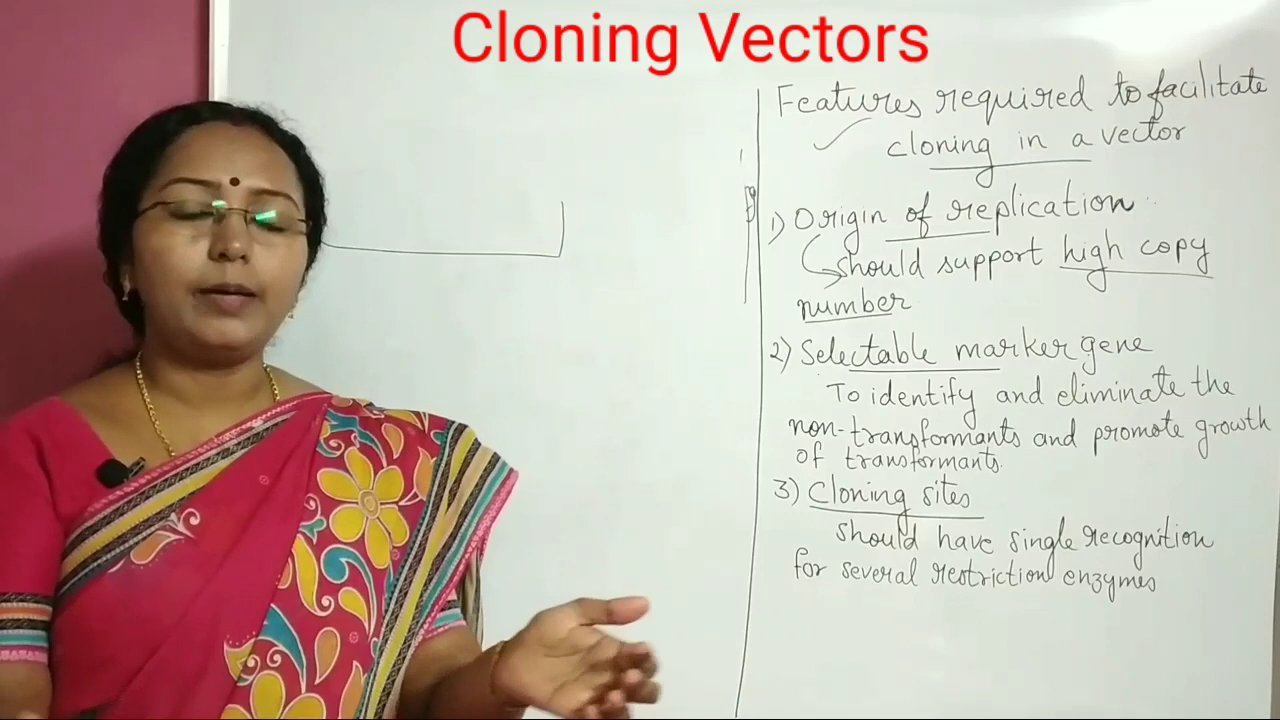 Cloning Vectors
Features required to facilitate
cloning in a vector
1) Origin of replication
should support high copy
number
2) Selectable marker gene
To identify and eliminate the
non-transformants and promote growth
of transformants.
3) Cloning sites
should have single recognition
for several restriction enzymes